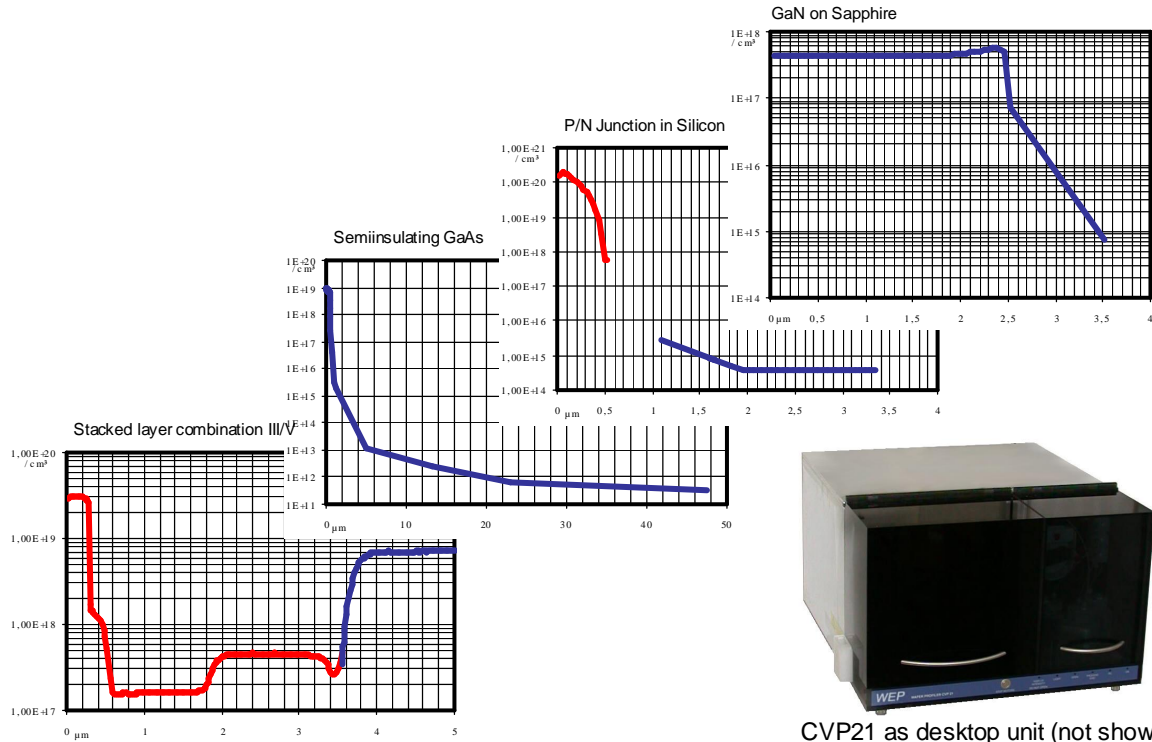 GaN on Sapphire
1E+18
/ cm³
1E+17
1E+16
1E+15
1E+14
0 µm 0,5 1 1,5 2 2,5 3 3,5 4
P/N Junction in Silicon
1,00E+21
/ cm³
1,00E+20
1,00E+19
1,00E+18
1,00E+17
1,00E+16
1,00E+15
1,00E+14
0 µm 0,5 1 2 2,5 3 3,5 4
Semiinsulating GaAs
1E+20
/cm³
1E+19
1E+18
1E+17
1E+16
1E+15
1E+14
1E+13
1E+12
1E+11
0 µm 10 20 30 40 50
Stacked layer combination III/V
1,00E+20
/ cm³
1,00E+19
1,00E+18
1,00E+17
0 µm 1 2 3 4 5
WEP WAFER PROFILER CVP 21
CVP21 as desktop unit (not show